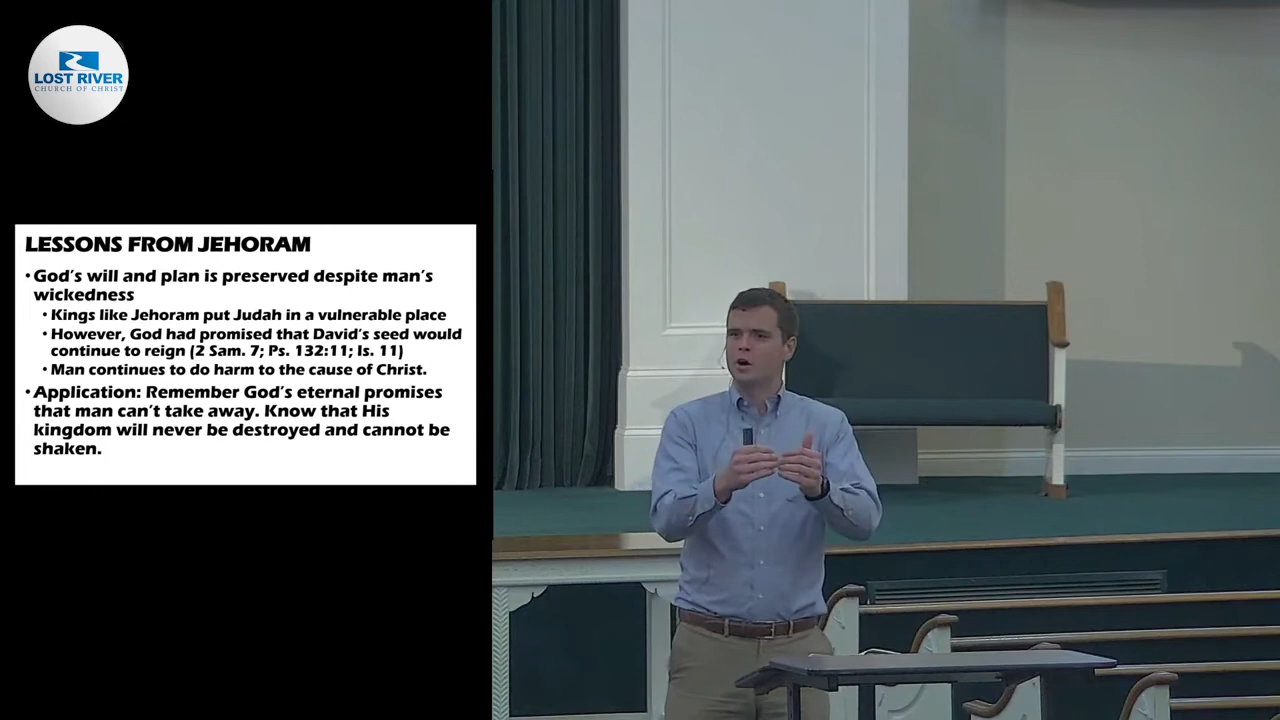 LOST RIVER
CHURCH OF CHRIST
LESSONS FROM JEHORAM
• God's will and plan is preserved despite man's
wickedness
• Kings like Jehoram put Judah in a vulnerable place
• However, God had promised that David's seed would
continue to reign (2 Sam. 7; Ps. 132:11; Is. 11)
• Man continues to do harm to the cause of Christ.
• Application: Remember God's eternal promises
that man can't take away. Know that His
kingdom will never be destroyed and cannot be
shaken.